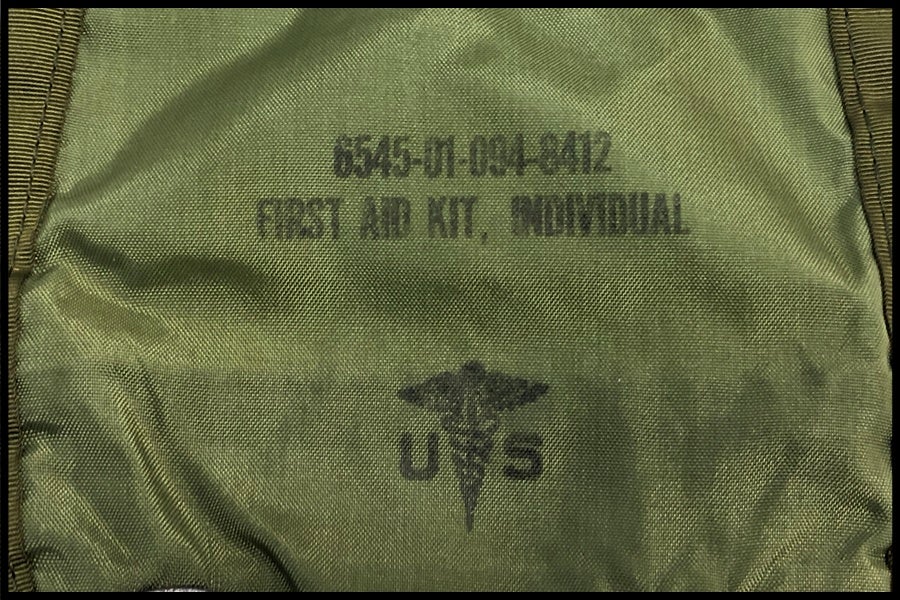 6545-01-094-8412
FIRST AID KIT, INDIVIDUAL
U S